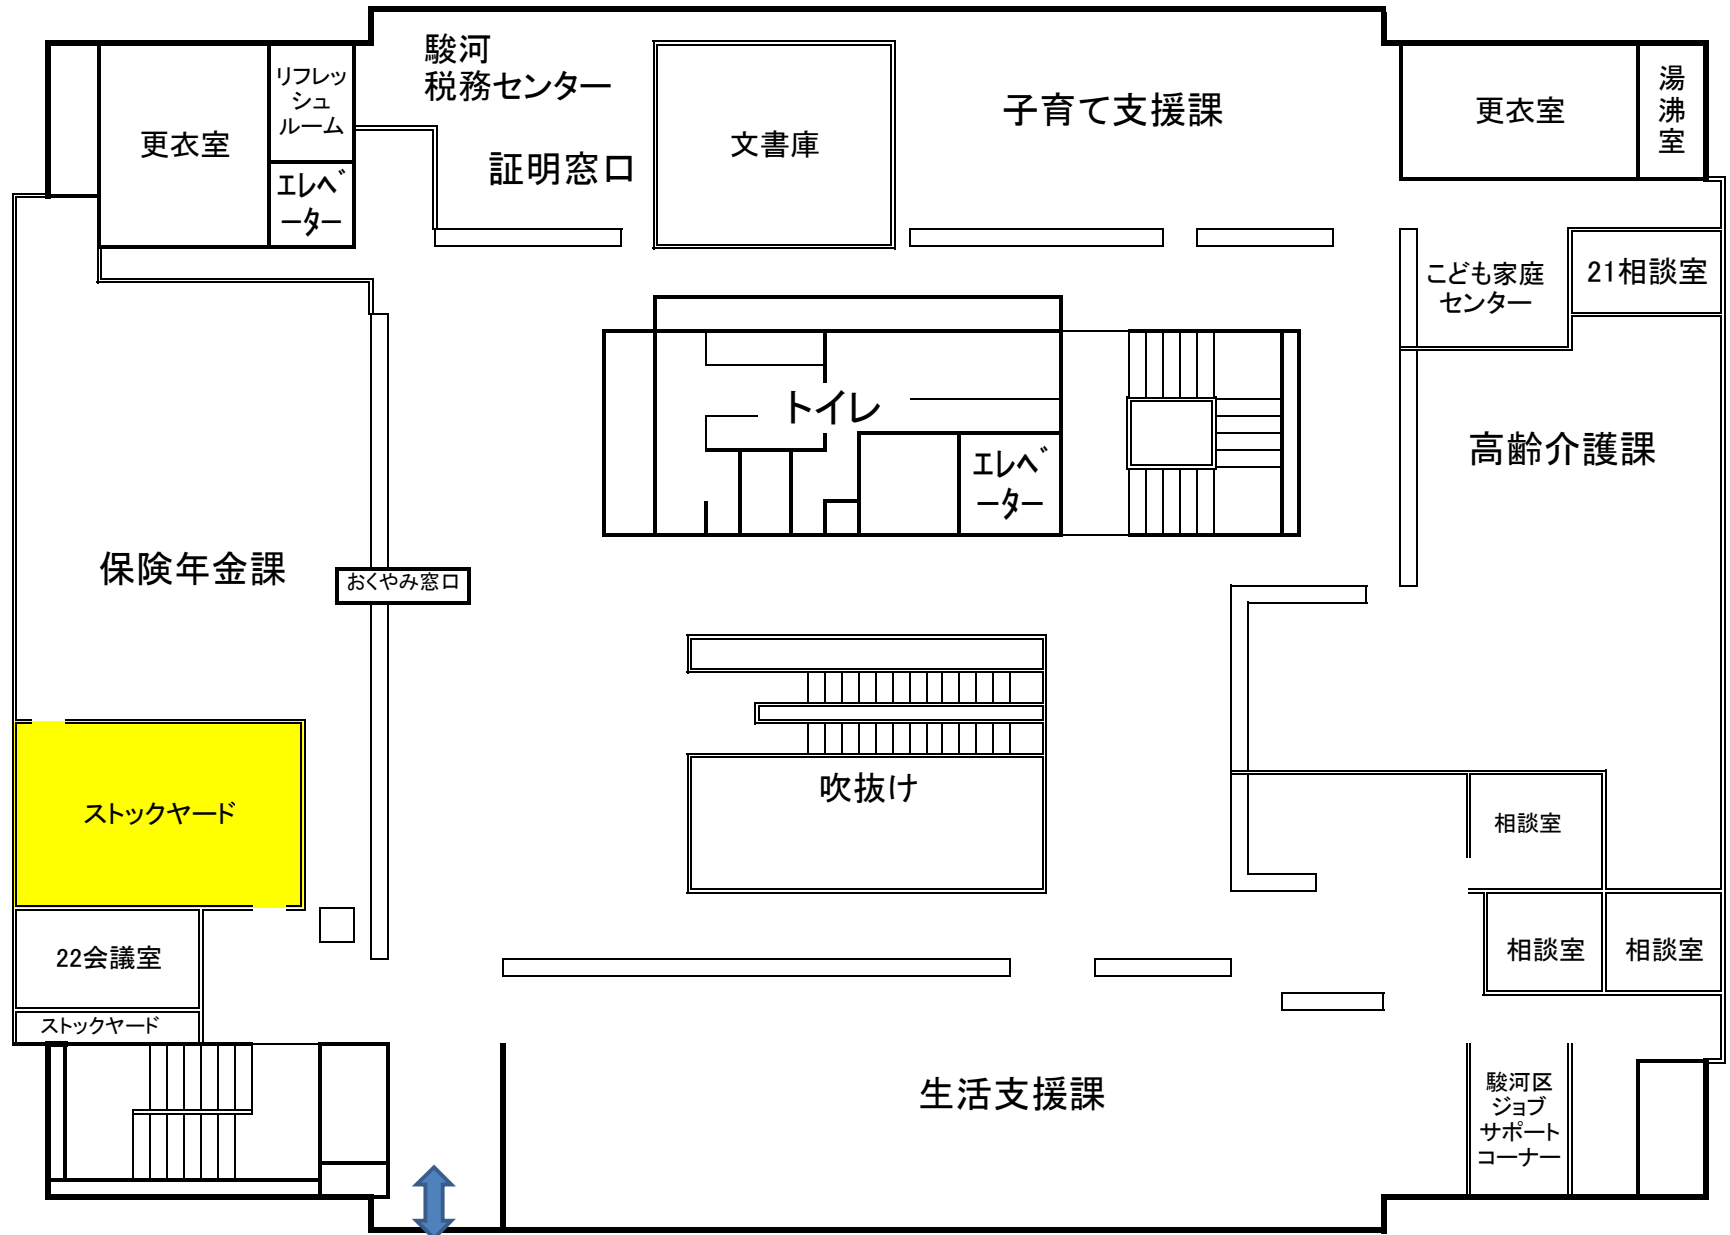 駿河
税務センター
リフレッ
シュ
ルーム
更衣室
エレベ
ーター
証明窓口
文書庫
子育て支援課
更衣室
湯
沸
室
こども家庭
センター
21相談室
トイレ
エレベ
ーター
高齢介護課
保険年金課
おくやみ窓口
ストックヤード
吹抜け
相談室
22会議室
相談室
相談室
ストックヤード
生活支援課
駿河区
ジョブ
サポート
コーナー